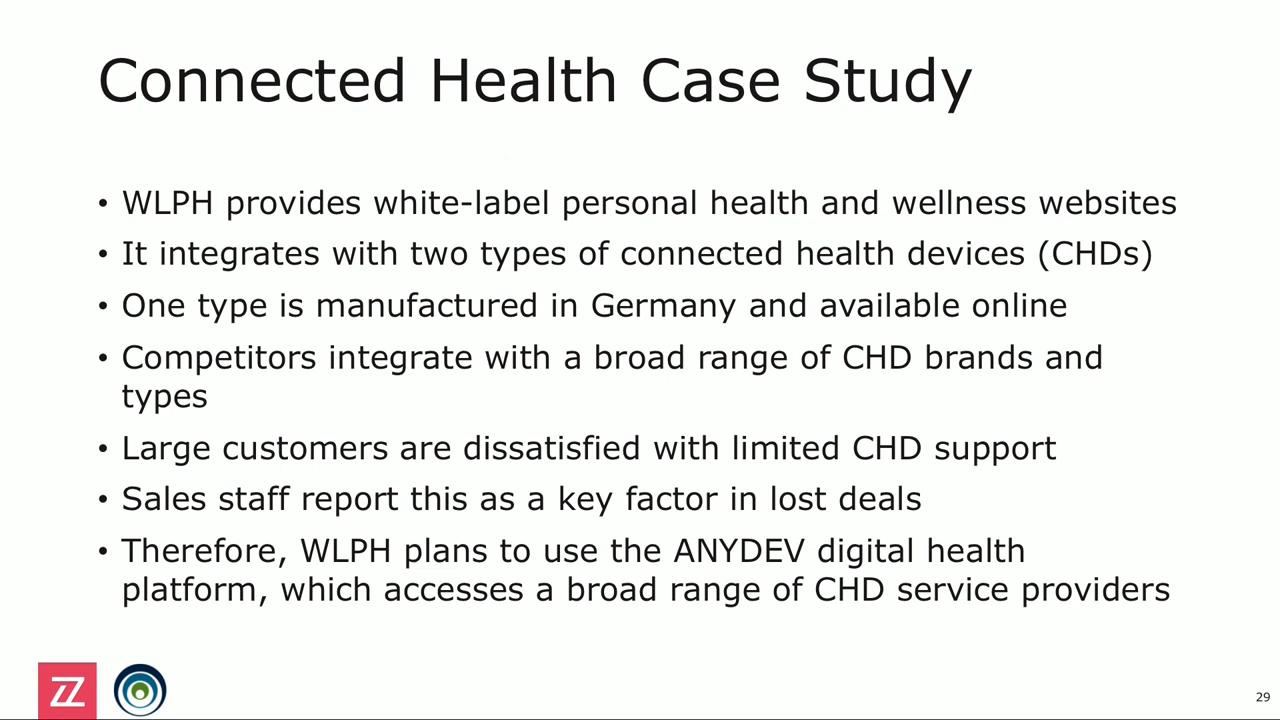 Connected Health Case Study
• WLPH provides white-label personal health and wellness websites
• It integrates with two types of connected health devices (CHDs)
• One type is manufactured in Germany and available online
• Competitors integrate with a broad range of CHD brands and
types
• Large customers are dissatisfied with limited CHD support
• Sales staff report this as a key factor in lost deals
• Therefore, WLPH plans to use the ANYDEV digital health
platform, which accesses a broad range of CHD service providers
ZZ
29